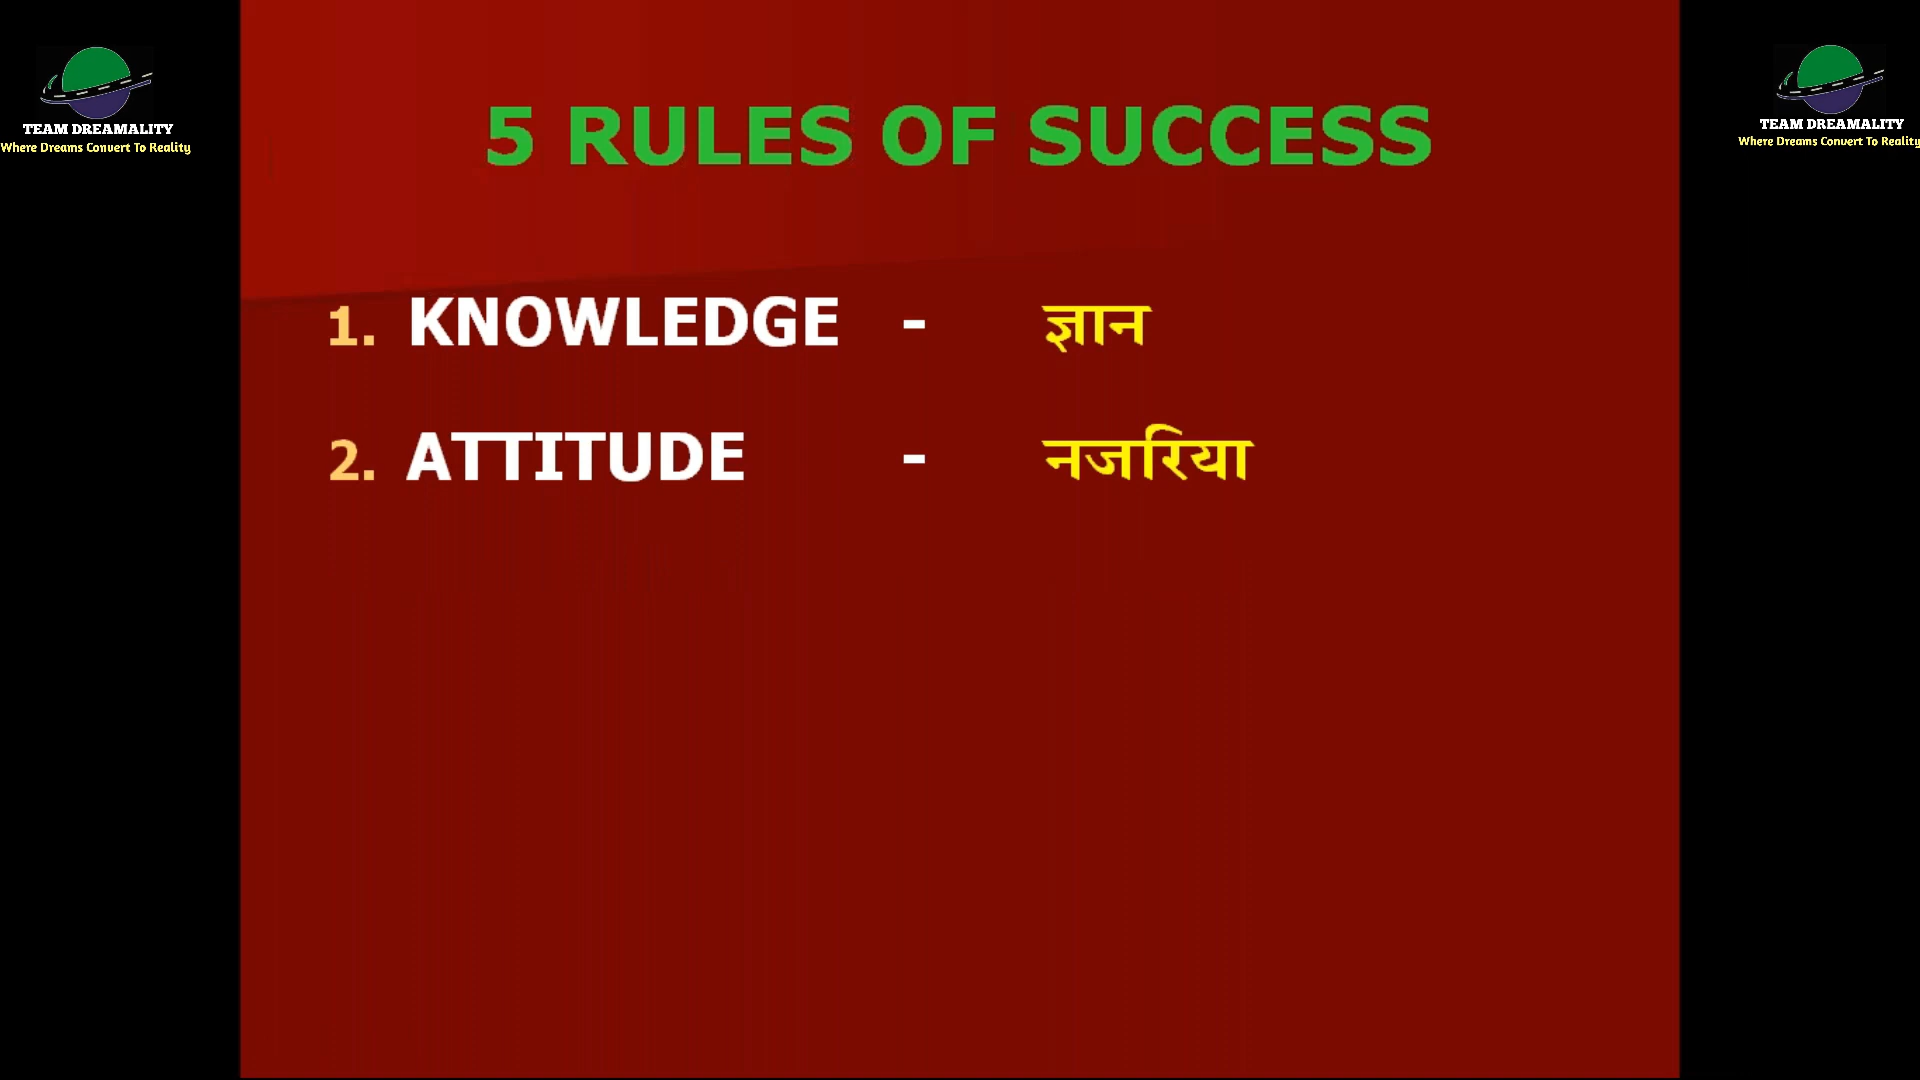 TEAM DREAMALITY
Where Dreams Convert To Reality
5 RULES OF SUCCESS
TEAM DREAMALITY
Where Dreams Convert To Reality
1. KNOWLEDGE - ज्ञान
2. ATTITUDE - नजरिया